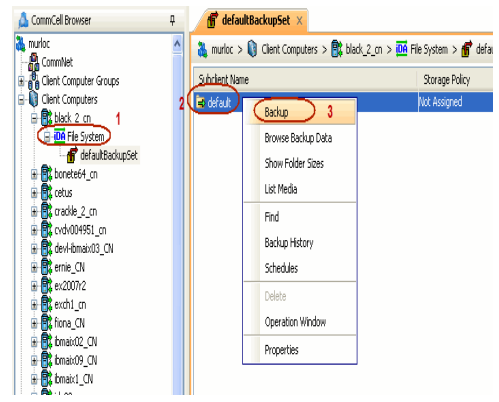 CommCell Browser
murloc
CommNet
Client Computer Groups
Client Computers
black_2_cn
1
iDA File System
defaultBackupSet
bonete64_cn
cetus
crackle_2_cn
cvdv004951_cn
devl-ibmaix03_CN
ernie_CN
ex2007r2
exch1_cn
fiona_CN
ibmaix02_CN
ibmaix09_CN
ibmaix1_CN
defaultBackupSet ×
murloc > Client Computers > black_2_cn > iDA File System > defau
Subclient Name
Storage Policy
2
default
Not Assigned
Backup
3
Browse Backup Data
Show Folder Sizes
List Media
Find
Backup History
Schedules
Delete
Operation Window
Properties